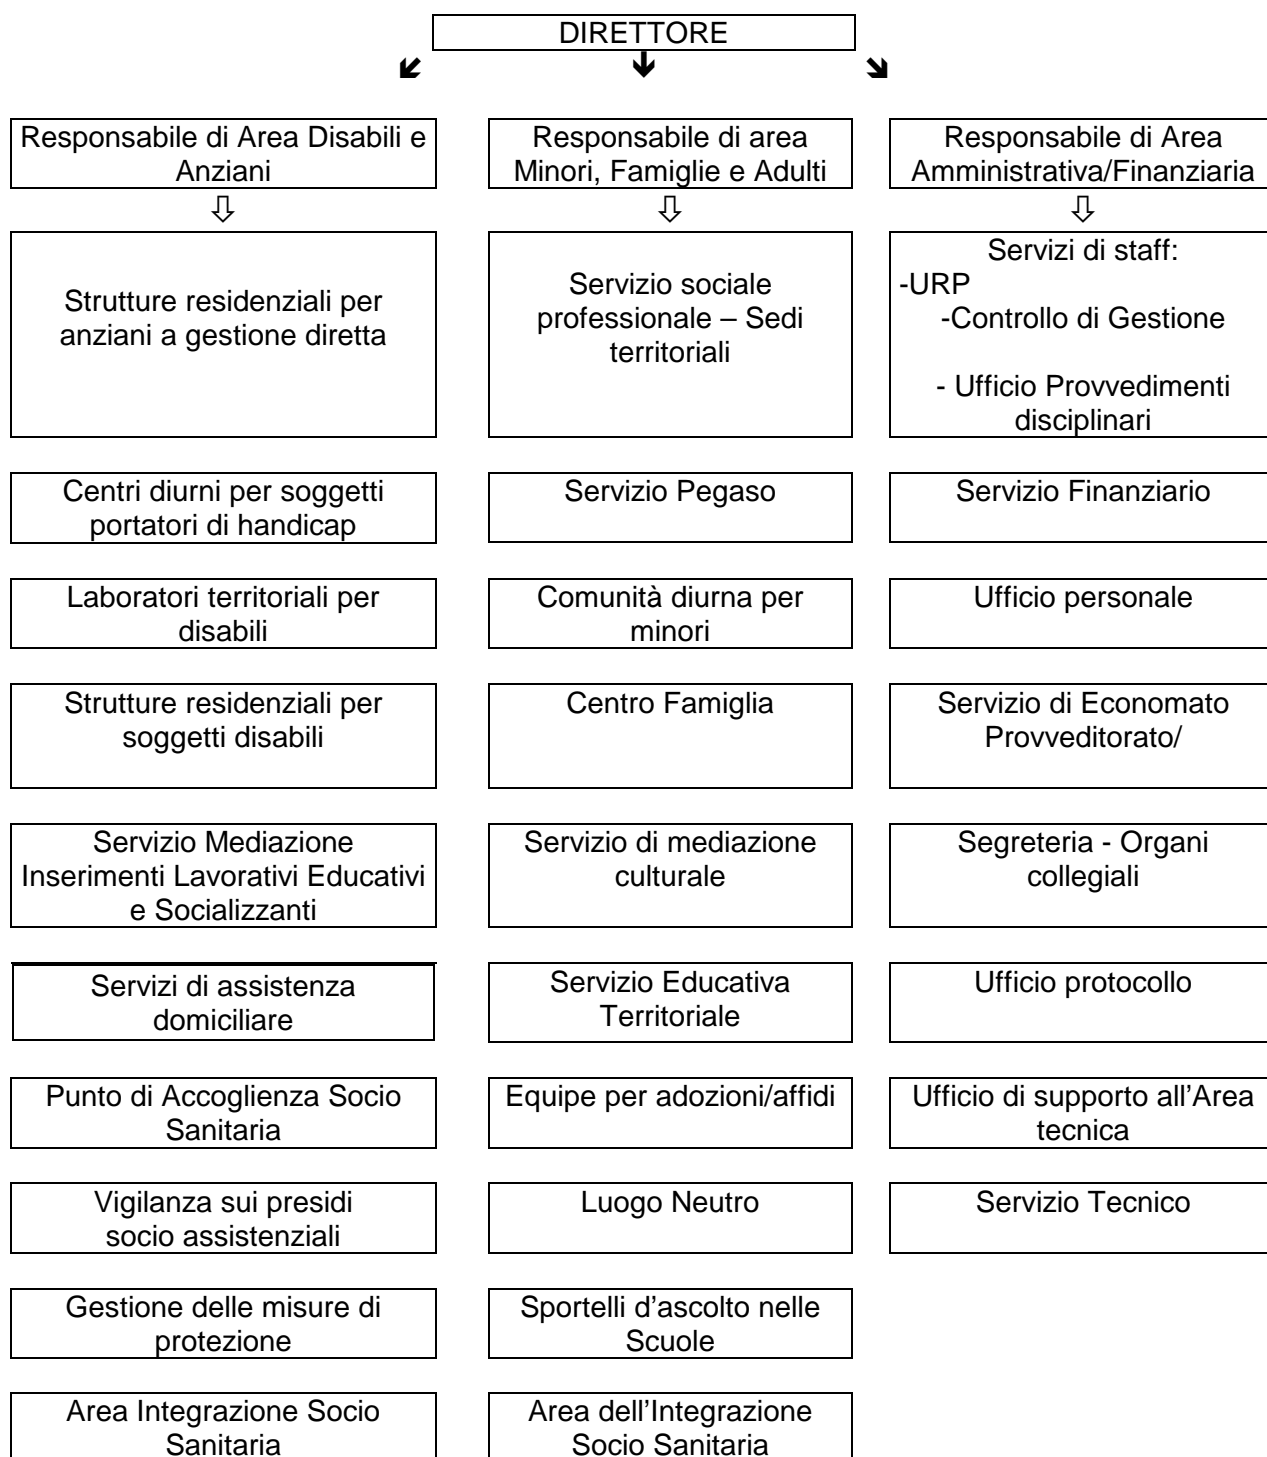 DIRETTORE
Responsabile di Area Disabili e
Anziani
Responsabile di area
Minori, Famiglie e Adulti
Responsabile di Area
Amministrativa/Finanziaria
Strutture residenziali per
anziani a gestione diretta
Servizio sociale
professionale – Sedi
territoriali
Servizi di staff:
-URP
-Controllo di Gestione
- Ufficio Provvedimenti
disciplinari
Centri diurni per soggetti
portatori di handicap
Servizio Pegaso
Servizio Finanziario
Laboratori territoriali per
disabili
Comunità diurna per
minori
Ufficio personale
Strutture residenziali per
soggetti disabili
Centro Famiglia
Servizio di Economato
Provveditorato/
Servizio Mediazione
Inserimenti Lavorativi Educativi
e Socializzanti
Servizio di mediazione
culturale
Segreteria - Organi
collegiali
Servizi di assistenza
domiciliare
Servizio Educativa
Territoriale
Ufficio protocollo
Punto di Accoglienza Socio
Sanitaria
Equipe per adozioni/affidi
Ufficio di supporto all’Area
tecnica
Vigilanza sui presidi
socio assistenziali
Luogo Neutro
Servizio Tecnico
Gestione delle misure di
protezione
Sportelli d’ascolto nelle
Scuole
Area Integrazione Socio
Sanitaria
Area dell’Integrazione
Socio Sanitaria